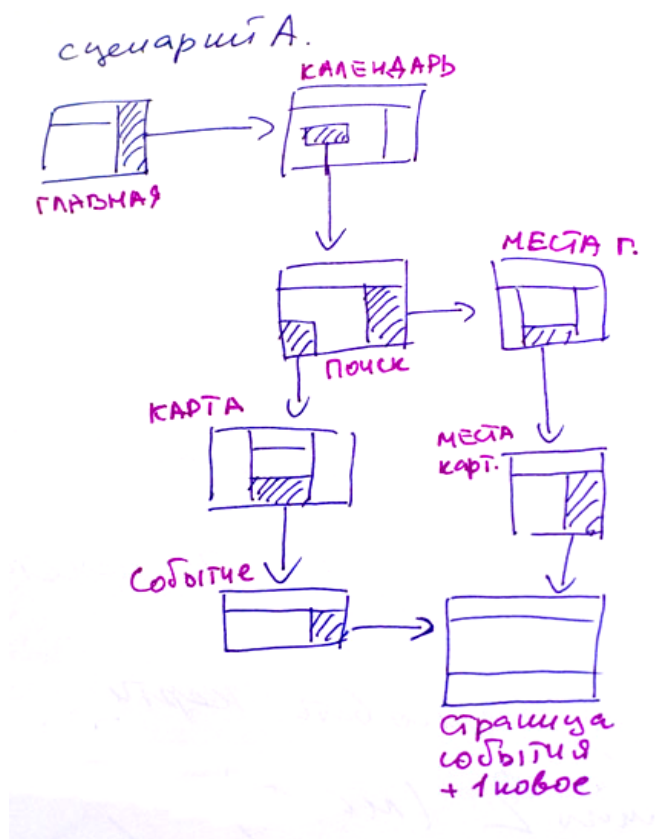 сценарий А.
КАЛЕНДАРЬ
ГЛАВНАЯ
МЕСТА Г.
Поиск
КАРТА
МЕСТА
карт.
Событие
Страница
события
+ 1 новое